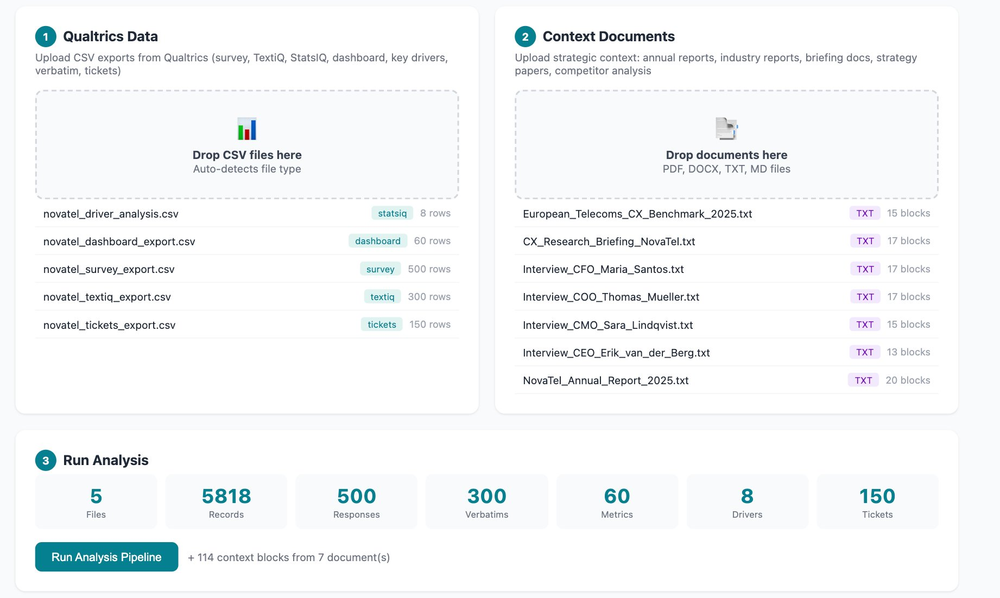 1 Qualtrics Data
Upload CSV exports from Qualtrics (survey, TextiQ, StatsIQ, dashboard, key drivers,
verbatim, tickets)
Drop CSV files here
Auto-detects file type
novatel_driver_analysis.csv statsiq 8 rows
novatel_dashboard_export.csv dashboard 60 rows
novatel_survey_export.csv survey 500 rows
novatel_textiq_export.csv textiq 300 rows
novatel_tickets_export.csv tickets 150 rows
2 Context Documents
Upload strategic context: annual reports, industry reports, briefing docs, strategy
papers, competitor analysis
Drop documents here
PDF, DOCX, TXT, MD files
European_Telecoms_CX_Benchmark_2025.txt TXT 15 blocks
CX_Research_Briefing_NovaTel.txt TXT 17 blocks
Interview_CFO_Maria_Santos.txt TXT 17 blocks
Interview_COO_Thomas_Mueller.txt TXT 17 blocks
Interview_CMO_Sara_Lindqvist.txt TXT 15 blocks
Interview_CEO_Erik_van_der_Berg.txt TXT 13 blocks
NovaTel_Annual_Report_2025.txt TXT 20 blocks
3 Run Analysis
5 5818 500 300 60 8 150
Files Records Responses Verbatims Metrics Drivers Tickets
Run Analysis Pipeline + 114 context blocks from 7 document(s)